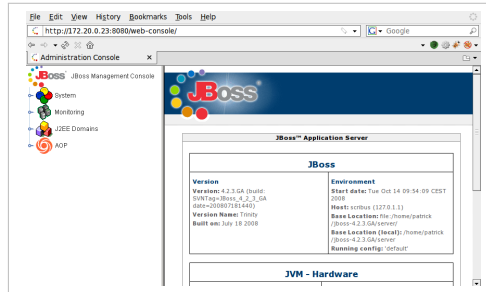 File Edit View History Bookmarks Tools Help
http://172.20.0.23:8080/web-console/
Google
Administration Console
JBoss JBoss Management Console
System
Monitoring
J2EE Domains
AOP
JBoss
JBoss™ Application Server
JBoss
Version
Version: 4.2.3.GA (build:
SVNTag=JBoss_4_2_3_GA
date=200807181440)
Version Name: Trinity
Built on: July 18 2008
Environment
Start date: Tue Oct 14 09:54:09 CEST
2008
Host: scribus (127.0.1.1)
Base Location: file:/home/patrick
/jboss-4.2.3.GA/server/
Base Location (local): /home/patrick
/jboss-4.2.3.GA/server
Running config: 'default'
JVM - Hardware